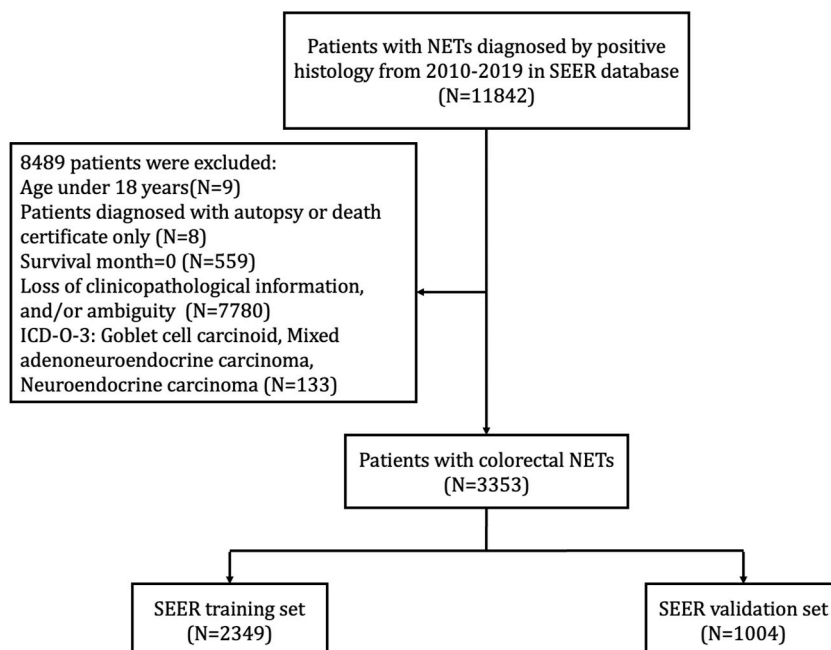 Patients with NETs diagnosed by positive
histology from 2010-2019 in SEER database
(N=11842)
8489 patients were excluded:
Age under 18 years(N=9)
Patients diagnosed with autopsy or death
certificate only (N=8)
Survival month=0 (N=559)
Loss of clinicopathological information,
and/or ambiguity (N=7780)
ICD-O-3: Goblet cell carcinoid, Mixed
adenoneuroendocrine carcinoma,
Neuroendocrine carcinoma (N=133)
Patients with colorectal NETs
(N=3353)
SEER training set
(N=2349)
SEER validation set
(N=1004)